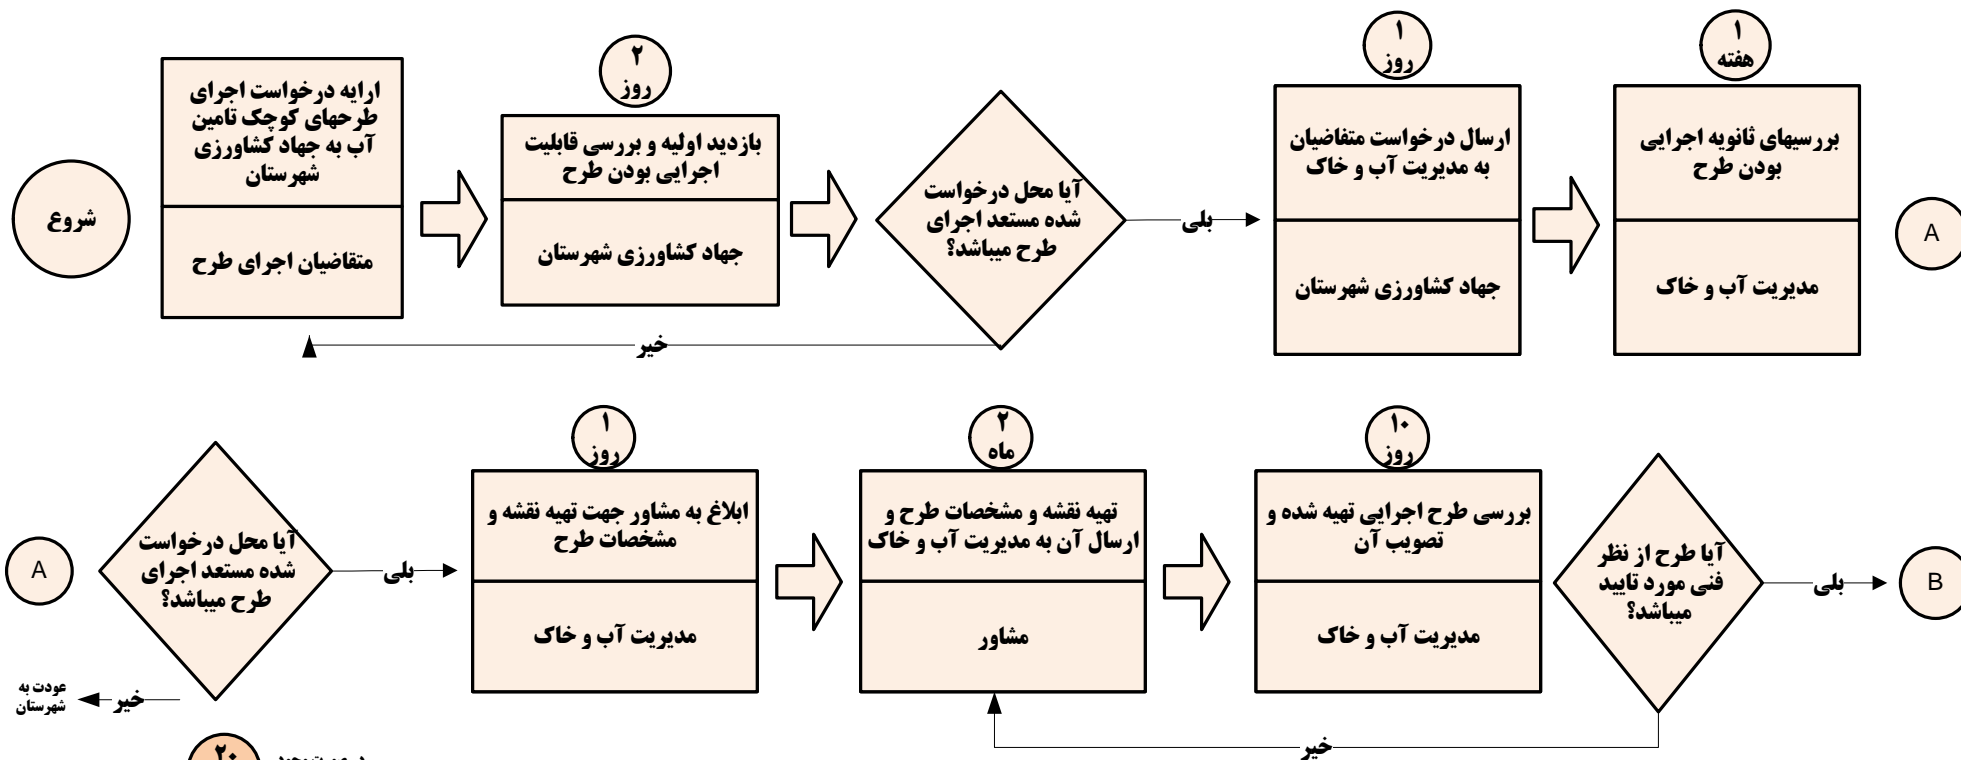 شروع
ارایه درخواست اجرای
طرحهای کوچک تامین
آب به جهاد کشاورزی
شهرستان
متقاضیان اجرای طرح
۲
روز
بازدید اولیه و بررسی قابلیت
اجرایی بودن طرح
جهاد کشاورزی شهرستان
آیا محل درخواست
شده مستعد اجرای
طرح میباشد؟
بلی
خیر
۱
روز
ارسال درخواست متقاضیان
به مدیریت آب و خاک
جهاد کشاورزی شهرستان
۱
هفته
بررسیهای ثانویه اجرایی
بودن طرح
مدیریت آب و خاک
A
A
آیا محل درخواست
شده مستعد اجرای
طرح میباشد؟
بلی
خیر
عودت به
شهرستان
۱
روز
ابلاغ به مشاور جهت تهیه نقشه و
مشخصات طرح
مدیریت آب و خاک
۲
ماه
تهیه نقشه و مشخصات طرح و
ارسال آن به مدیریت آب و خاک
مشاور
۱۰
روز
بررسی طرح اجرایی تهیه شده و
تصویب آن
مدیریت آب و خاک
آیا طرح از نظر
فنی مورد تایید
میباشد؟
بلی
خیر
B
۲۰